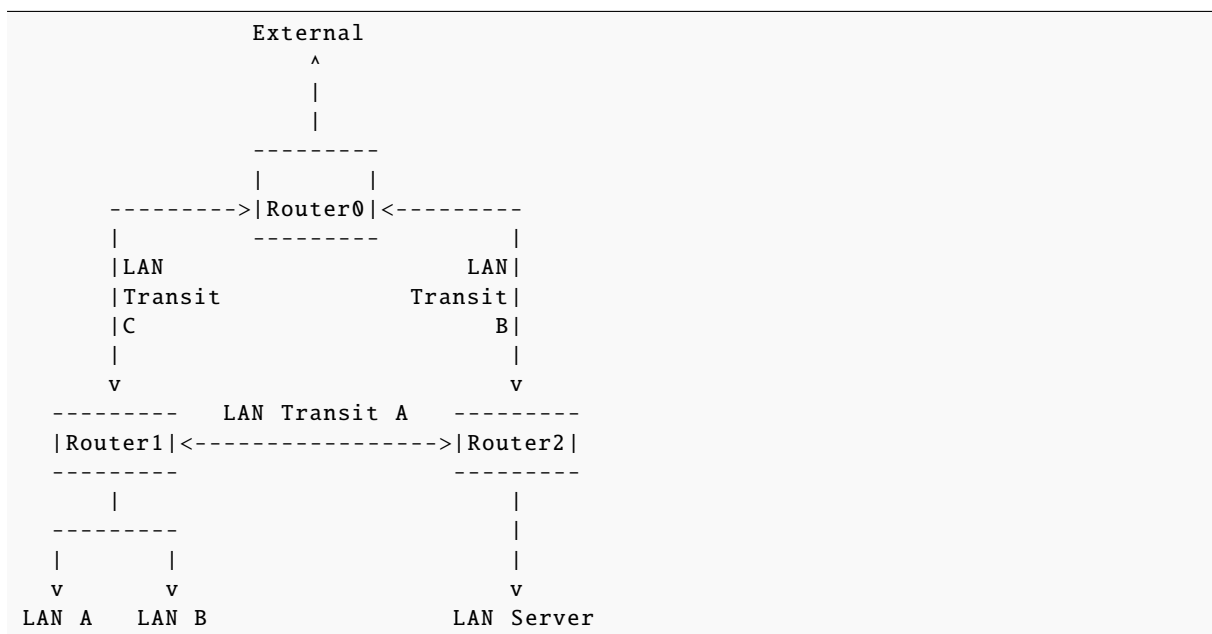 External
Router0
LAN LAN
Transit Transit
C B
LAN Transit A
Router1 Router2
LAN A LAN B LAN Server